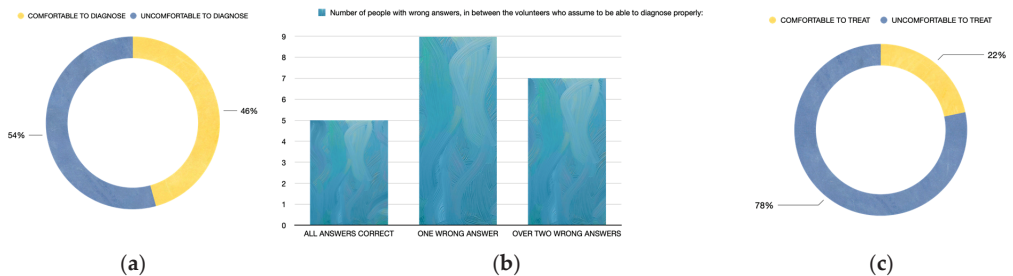 COMFORTABLE TO DIAGNOSE UNCOMFORTABLE TO DIAGNOSE
46%
54%
(a)
Number of people with wrong answers, in between the volunteers who assume to be able to diagnose properly:
9
8
7
6
5
4
3
2
1
0
ALL ANSWERS CORRECT ONE WRONG ANSWER OVER TWO WRONG ANSWERS
(b)
COMFORTABLE TO TREAT UNCOMFORTABLE TO TREAT
22%
78%
(c)